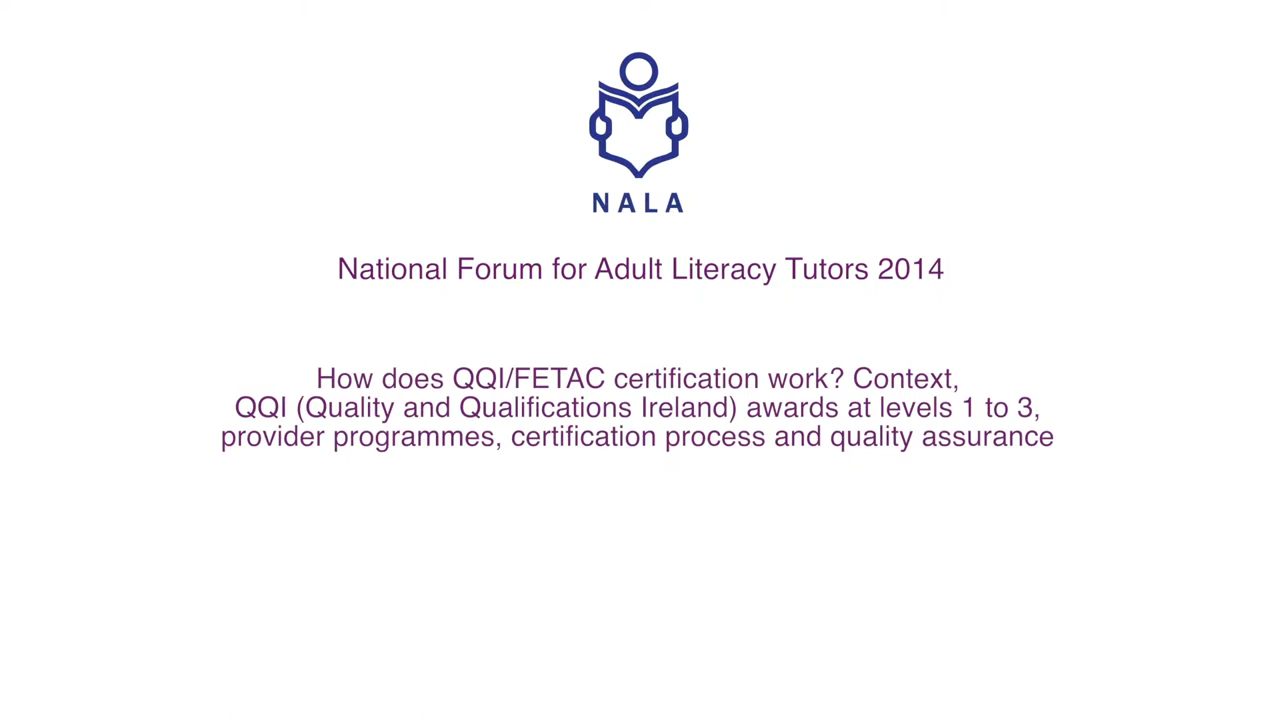 NALA
National Forum for Adult Literacy Tutors 2014
How does QQI/FETAC certification work? Context,
QQI (Quality and Qualifications Ireland) awards at levels 1 to 3,
provider programmes, certification process and quality assurance